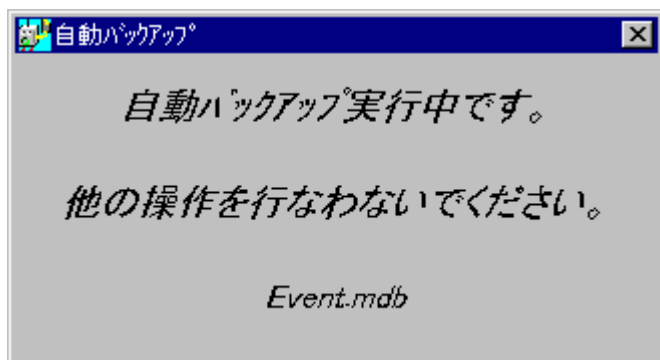 自動ﾊﾞｯｸｱｯﾌﾟ
自動ﾊﾞｯｸｱｯﾌﾟ実行中です。
他の操作を行なわないでください。
Event.mdb